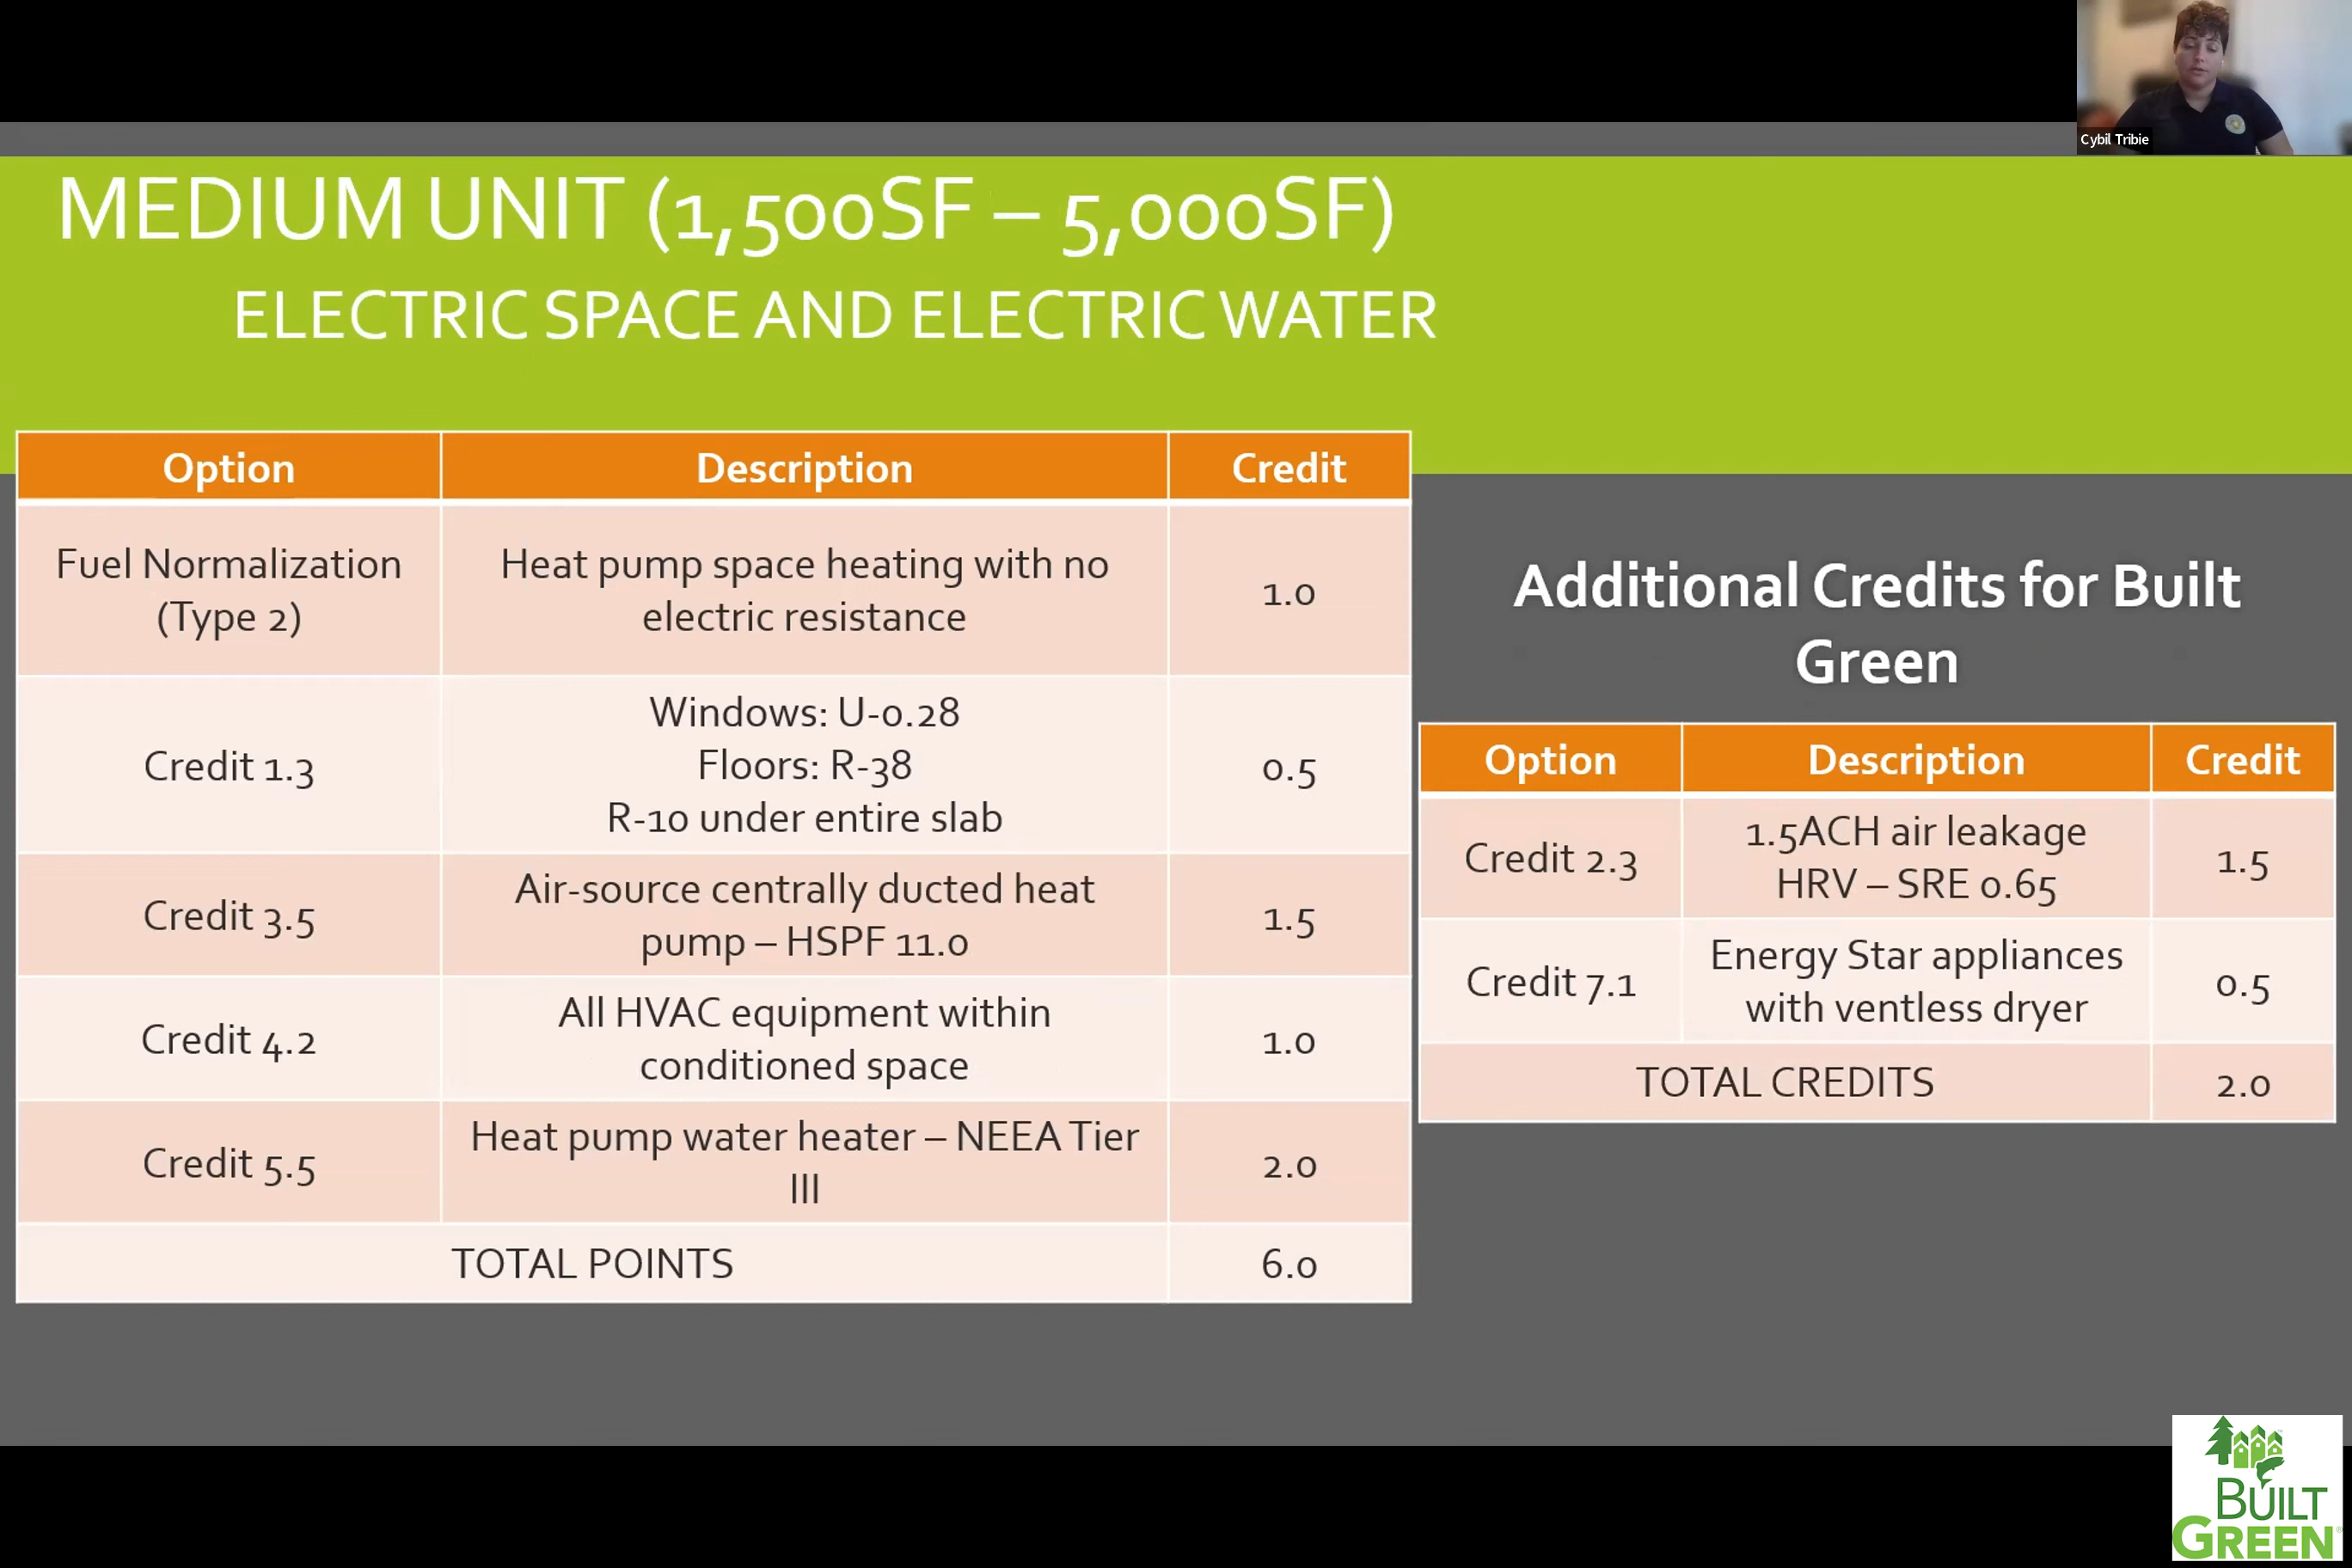 Cybil Tribie
MEDIUM UNIT (1,500SF – 5,000SF)
ELECTRIC SPACE AND ELECTRIC WATER
Option Description Credit
Fuel Normalization
(Type 2)
Heat pump space heating with no
electric resistance
1.0
Credit 1.3
Windows: U-0.28
Floors: R-38
R-10 under entire slab
0.5
Credit 3.5
Air-source centrally ducted heat
pump – HSPF 11.0
1.5
Credit 4.2
All HVAC equipment within
conditioned space
1.0
Credit 5.5
Heat pump water heater – NEEA Tier
III
2.0
TOTAL POINTS 6.0
Additional Credits for Built
Green
Option Description Credit
Credit 2.3
1.5ACH air leakage
HRV – SRE 0.65
1.5
Credit 7.1
Energy Star appliances
with ventless dryer
0.5
TOTAL CREDITS 2.0
BUILT
GREEN